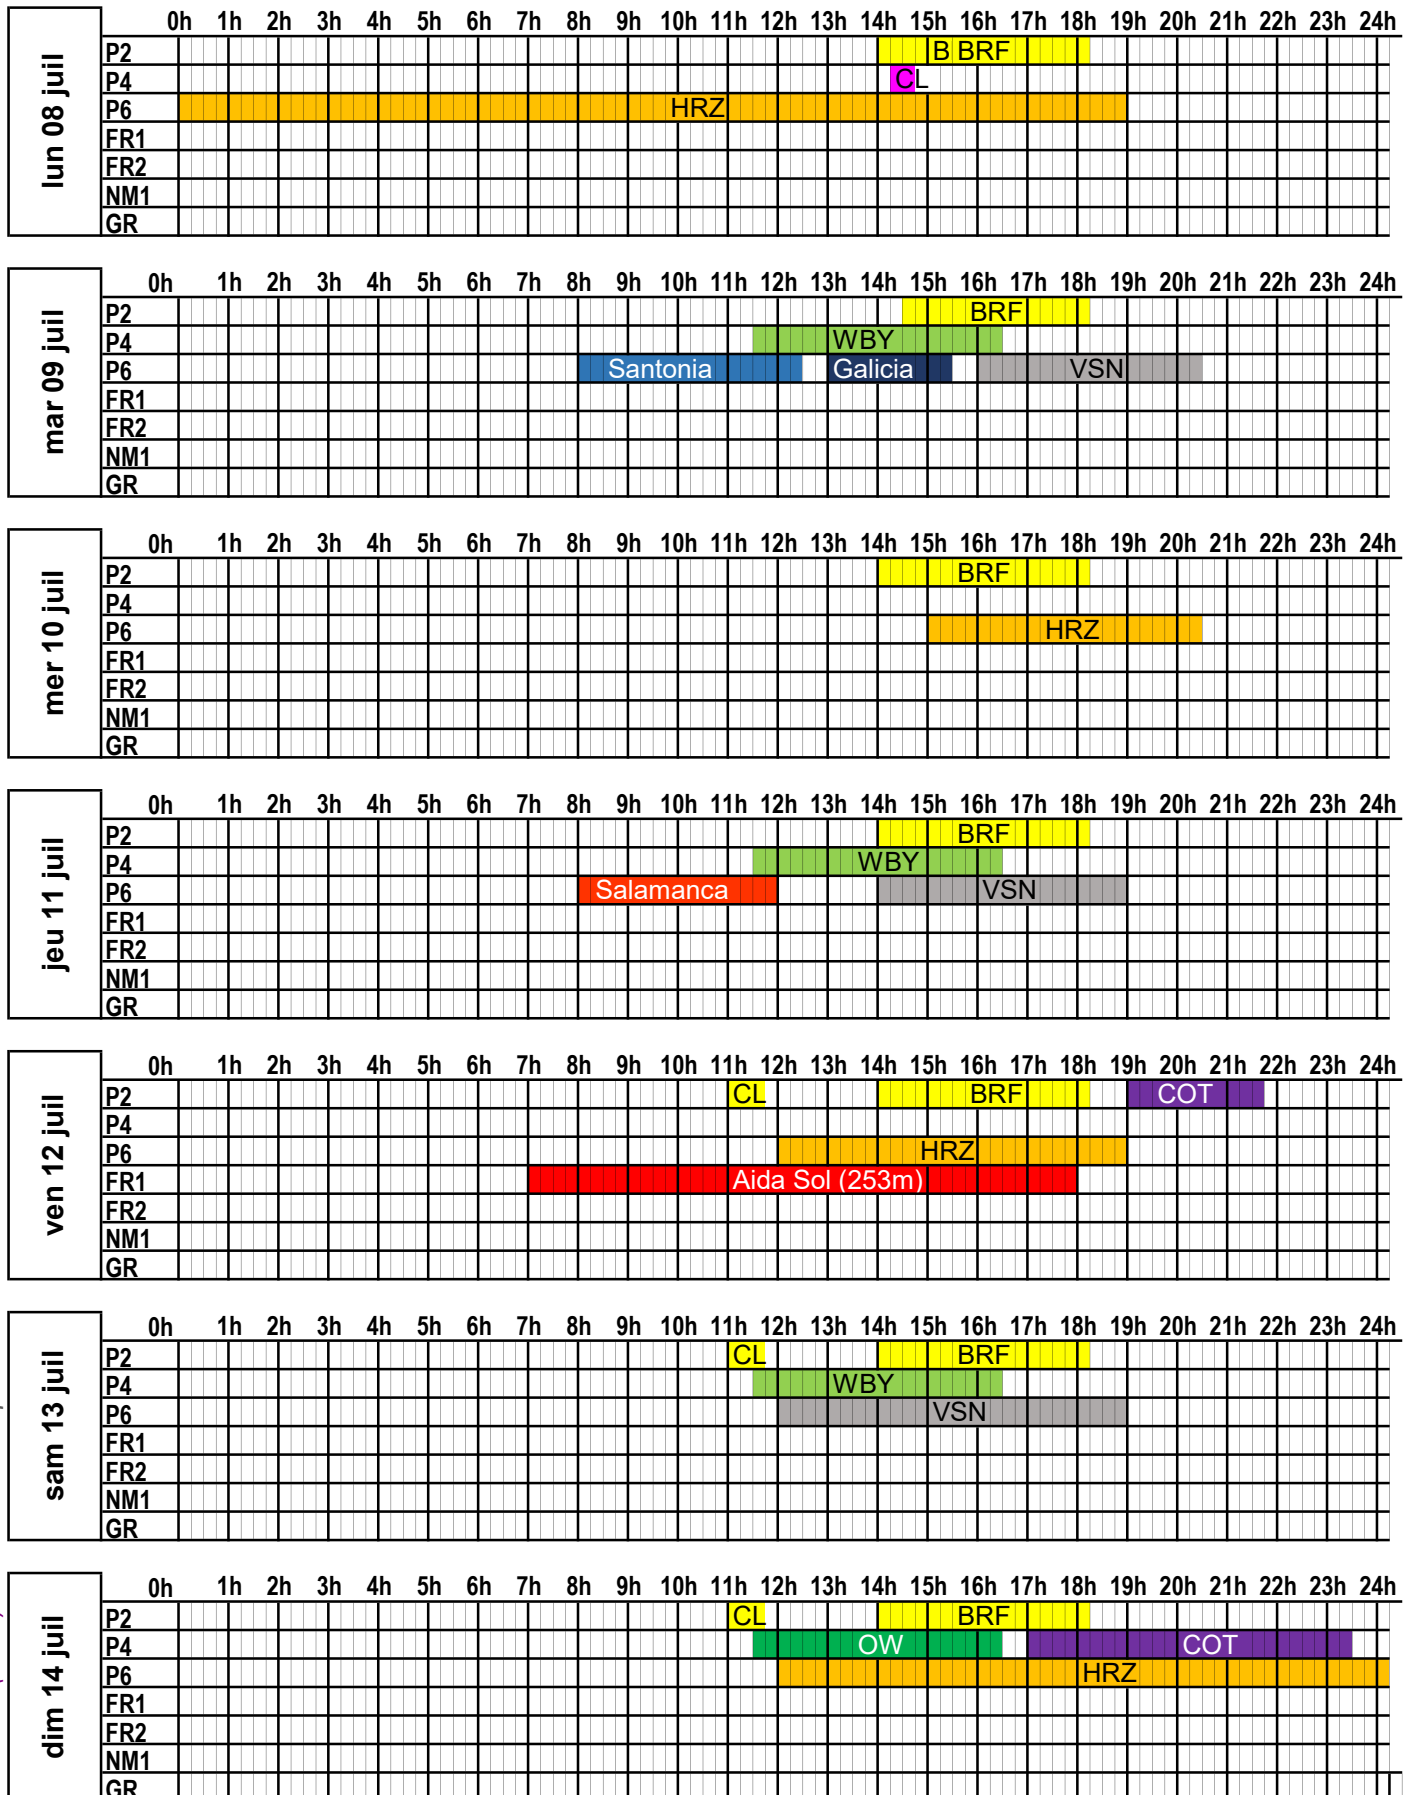 0h 1h 2h 3h 4h 5h 6h 7h 8h 9h 10h 11h 12h 13h 14h 15h 16h 17h 18h 19h 20h 21h 22h 23h 24h
lun 08 juil
P2 B BRF
P4 CL
P6 HRZ
FR1
FR2
NM1
GR
0h 1h 2h 3h 4h 5h 6h 7h 8h 9h 10h 11h 12h 13h 14h 15h 16h 17h 18h 19h 20h 21h 22h 23h 24h
mar 09 juil
P2 BRF
P4 WBY
P6 Santonia Galicia VSN
FR1
FR2
NM1
GR
0h 1h 2h 3h 4h 5h 6h 7h 8h 9h 10h 11h 12h 13h 14h 15h 16h 17h 18h 19h 20h 21h 22h 23h 24h
mer 10 juil
P2 BRF
P4
P6 HRZ
FR1
FR2
NM1
GR
0h 1h 2h 3h 4h 5h 6h 7h 8h 9h 10h 11h 12h 13h 14h 15h 16h 17h 18h 19h 20h 21h 22h 23h 24h
jeu 11 juil
P2 BRF
P4 WBY
P6 Salamanca VSN
FR1
FR2
NM1
GR
0h 1h 2h 3h 4h 5h 6h 7h 8h 9h 10h 11h 12h 13h 14h 15h 16h 17h 18h 19h 20h 21h 22h 23h 24h
ven 12 juil
P2 CL BRF COT
P4
P6 HRZ
FR1 Aida Sol (253m)
FR2
NM1
GR
0h 1h 2h 3h 4h 5h 6h 7h 8h 9h 10h 11h 12h 13h 14h 15h 16h 17h 18h 19h 20h 21h 22h 23h 24h
sam 13 juil
P2 CL BRF
P4 WBY
P6 VSN
FR1
FR2
NM1
GR
0h 1h 2h 3h 4h 5h 6h 7h 8h 9h 10h 11h 12h 13h 14h 15h 16h 17h 18h 19h 20h 21h 22h 23h 24h
dim 14 juil
P2 CL BRF
P4 OW COT
P6 HRZ
FR1
FR2
NM1
GR